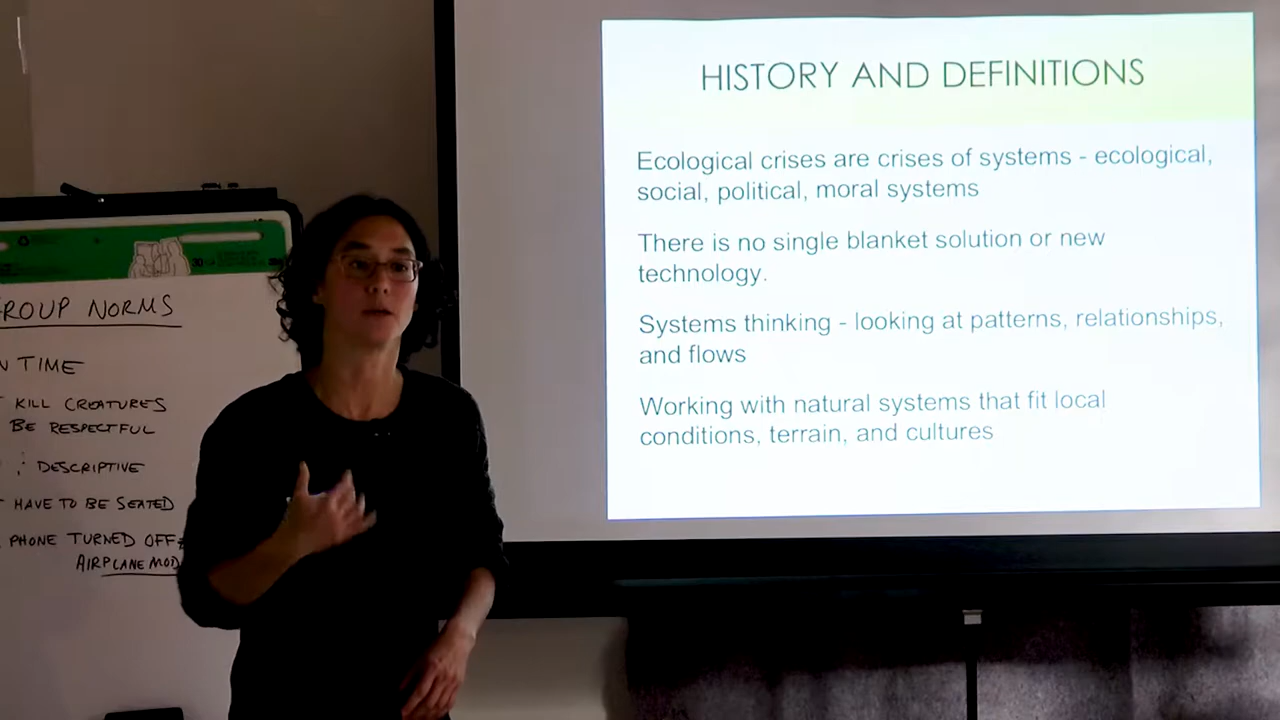 HISTORY AND DEFINITIONS
Ecological crises are crises of systems - ecological,
social, political, moral systems
There is no single blanket solution or new
technology.
Systems thinking - looking at patterns, relationships,
and flows
Working with natural systems that fit local
conditions, terrain, and cultures
ROUP NORMS
N TIME
KILL CREATURES
BE RESPECTFUL
DESCRIPTIVE
HAVE TO BE SEATED
PHONE TURNED OFF
AIRPLANE MOD